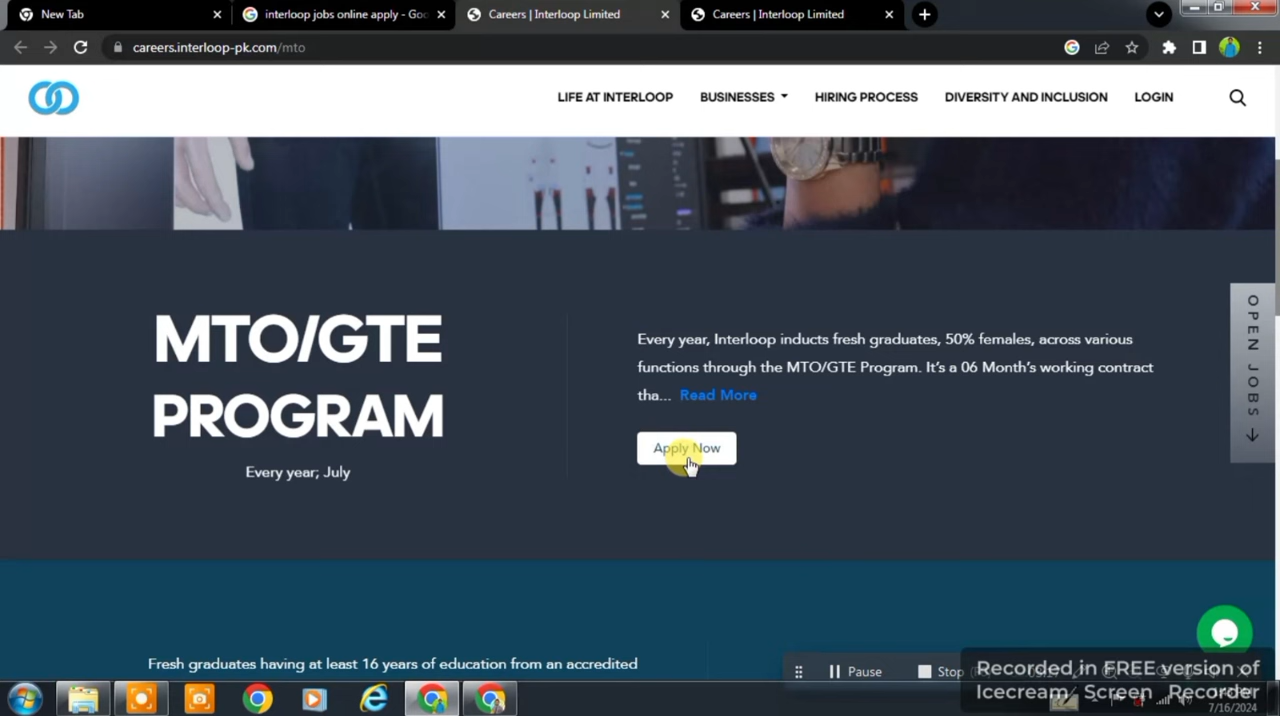 New Tab
interloop jobs online apply - Goo
Careers | Interloop Limited
Careers | Interloop Limited
careers.interloop-pk.com/mto
LIFE AT INTERLOOP
BUSINESSES
HIRING PROCESS
DIVERSITY AND INCLUSION
LOGIN
MTO/GTE
PROGRAM
Every year; July
Every year, Interloop inducts fresh graduates, 50% females, across various
functions through the MTO/GTE Program. It's a 06 Month's working contract
tha... Read More
Apply Now
OPEN JOBS
Fresh graduates having at least 16 years of education from an accredited
Pause
Stop
Recorded in FREE version of
Icecream Screen Recorder
7/16/2024